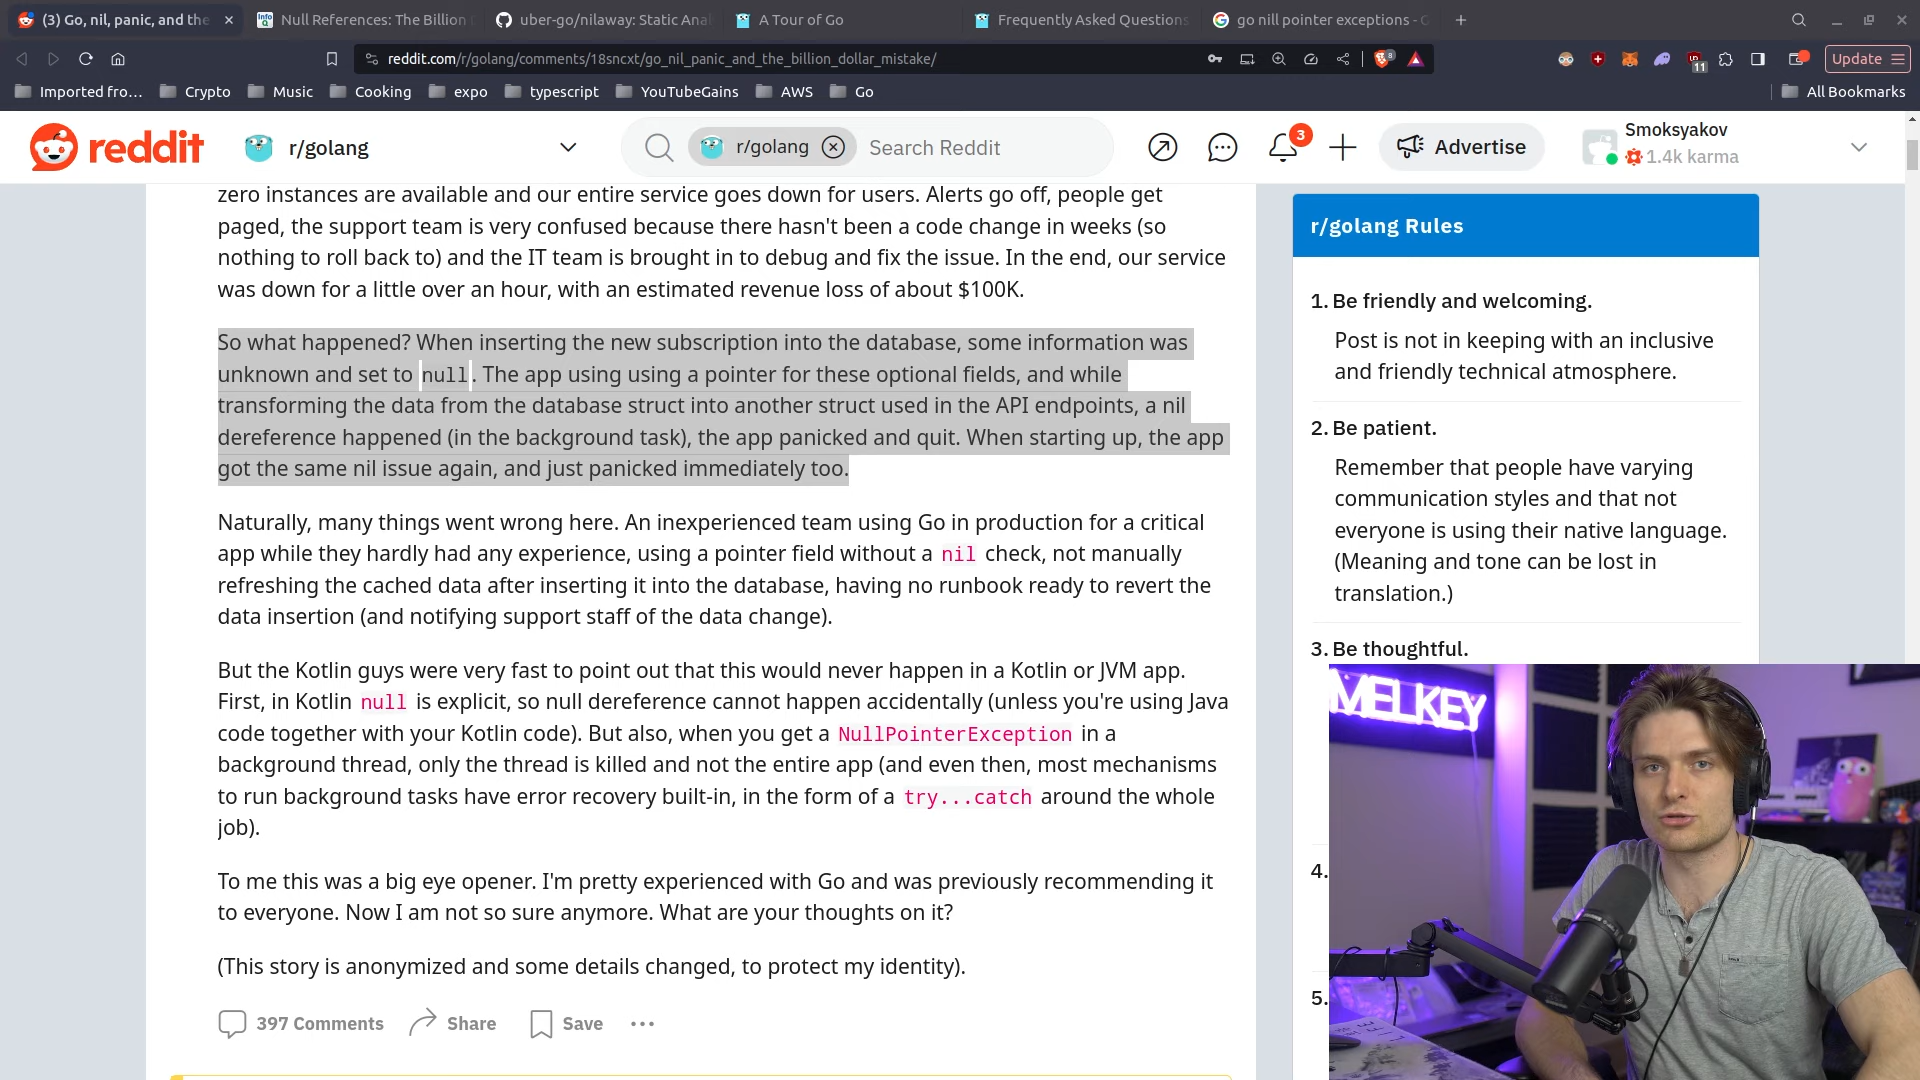 (3) Go, nil, panic, and the
Null References: The Billion
uber-go/nilaway: Static Anal
A Tour of Go
Frequently Asked Questions
go nill pointer exceptions - G
reddit.com/r/golang/comments/18sncxt/go_nil_panic_and_the_billion_dollar_mistake/
8
11
Update
Imported fro...
Crypto
Music
Cooking
expo
typescript
YouTubeGains
AWS
Go
All Bookmarks
reddit
r/golang
r/golang
Search Reddit
3
Advertise
Smoksyakov
1.4k karma
zero instances are available and our entire service goes down for users. Alerts go off, people get
paged, the support team is very confused because there hasn't been a code change in weeks (so
nothing to roll back to) and the IT team is brought in to debug and fix the issue. In the end, our service
was down for a little over an hour, with an estimated revenue loss of about $100K.
So what happened? When inserting the new subscription into the database, some information was
unknown and set to null. The app using using a pointer for these optional fields, and while
transforming the data from the database struct into another struct used in the API endpoints, a nil
dereference happened (in the background task), the app panicked and quit. When starting up, the app
got the same nil issue again, and just panicked immediately too.
Naturally, many things went wrong here. An inexperienced team using Go in production for a critical
app while they hardly had any experience, using a pointer field without a nil check, not manually
refreshing the cached data after inserting it into the database, having no runbook ready to revert the
data insertion (and notifying support staff of the data change).
But the Kotlin guys were very fast to point out that this would never happen in a Kotlin or JVM app.
First, in Kotlin null is explicit, so null dereference cannot happen accidentally (unless you're using Java
code together with your Kotlin code). But also, when you get a NullPointerException in a
background thread, only the thread is killed and not the entire app (and even then, most mechanisms
to run background tasks have error recovery built-in, in the form of a try...catch around the whole
job).
To me this was a big eye opener. I'm pretty experienced with Go and was previously recommending it
to everyone. Now I am not so sure anymore. What are your thoughts on it?
(This story is anonymized and some details changed, to protect my identity).
397 Comments
Share
Save
r/golang Rules
1. Be friendly and welcoming.
Post is not in keeping with an inclusive
and friendly technical atmosphere.
2. Be patient.
Remember that people have varying
communication styles and that not
everyone is using their native language.
(Meaning and tone can be lost in
translation.)
3. Be thoughtful.
4.
5.
MELKEY